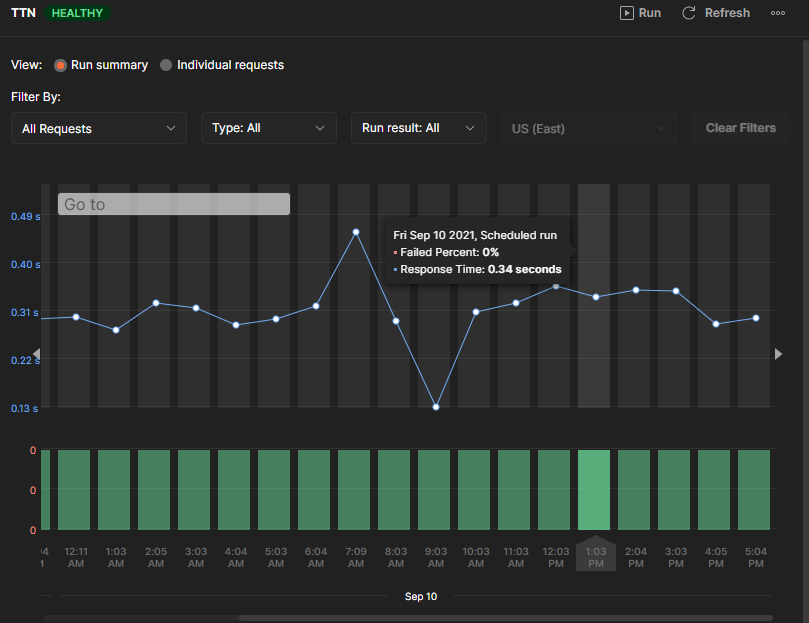 TTN HEALTHY Run Refresh
View: Run summary Individual requests
Filter By:
All Requests Type: All Run result: All US (East) Clear Filters
Go to
0.49 s
0.40 s
0.31 s
0.22 s
0.13 s
Fri Sep 10 2021, Scheduled run
Failed Percent: 0%
Response Time: 0.34 seconds
0
0
0
12:11 AM
1:03 AM
2:05 AM
3:03 AM
4:04 AM
5:03 AM
6:04 AM
7:09 AM
8:03 AM
9:03 AM
10:03 AM
11:03 AM
12:03 PM
1:03 PM
2:04 PM
3:03 PM
4:05 PM
5:04 PM
Sep 10